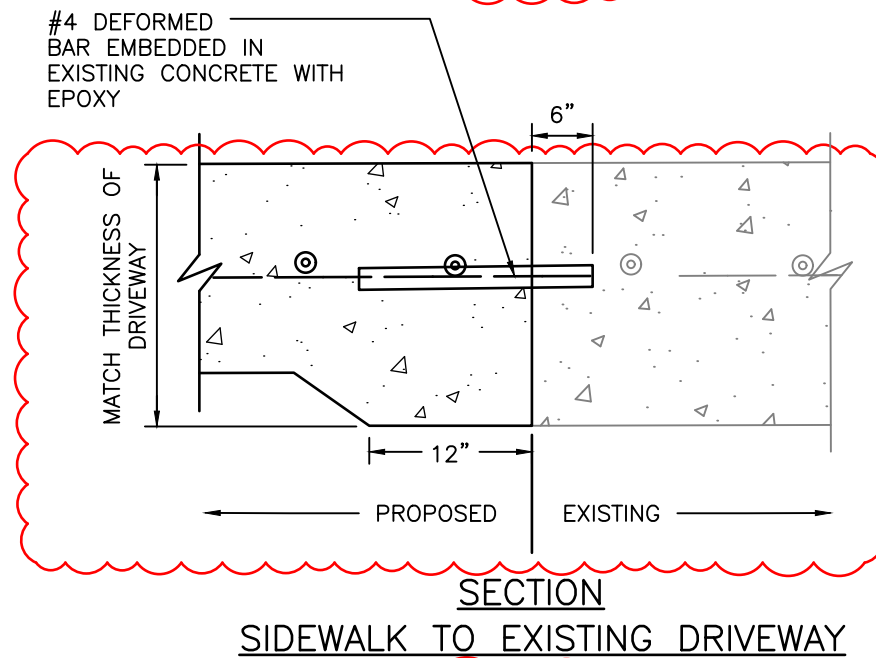 #4 DEFORMED
BAR EMBEDDED IN
EXISTING CONCRETE WITH
EPOXY
6"
MATCH THICKNESS OF
DRIVEWAY
12"
PROPOSED
EXISTING
SECTION
SIDEWALK TO EXISTING DRIVEWAY